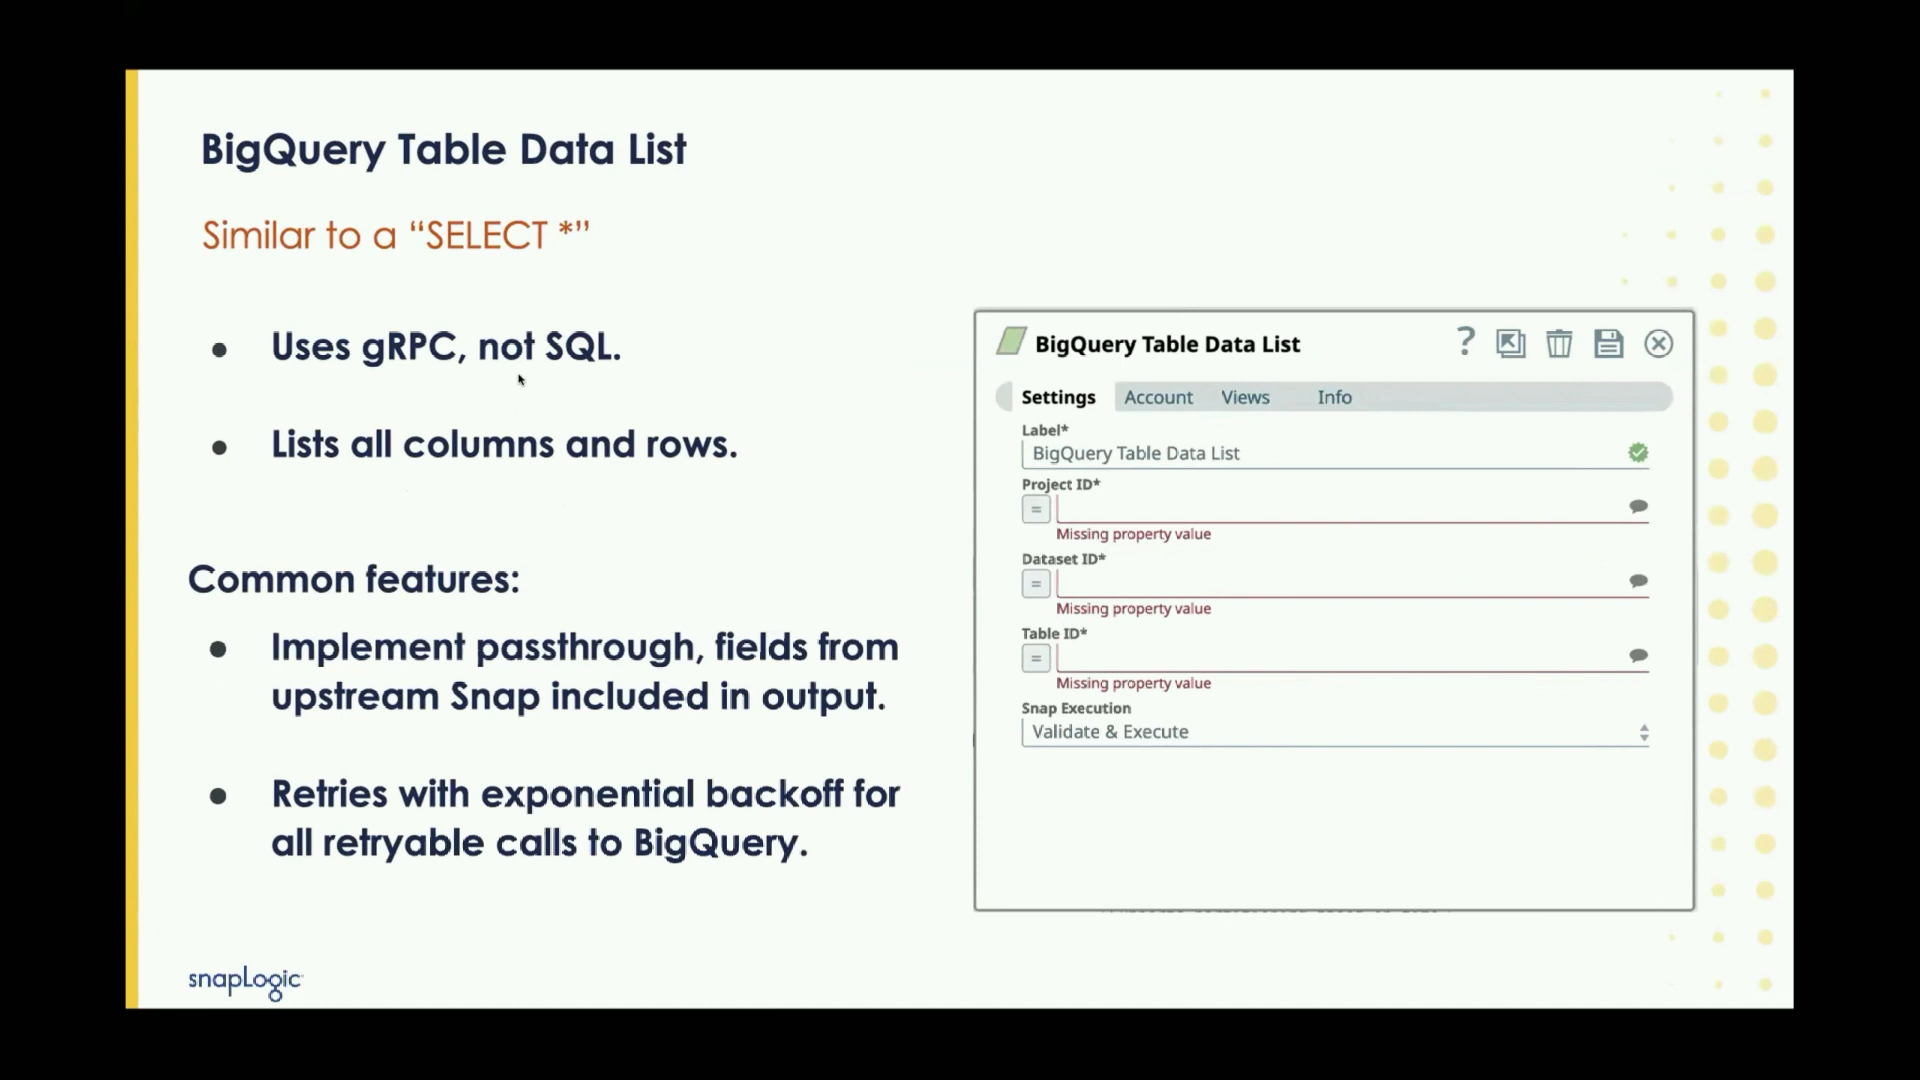 BigQuery Table Data List
Similar to a “SELECT *”
● Uses gRPC, not SQL.
● Lists all columns and rows.
Common features:
● Implement passthrough, fields from
upstream Snap included in output.
● Retries with exponential backoff for
all retryable calls to BigQuery.
BigQuery Table Data List
?
Settings Account Views Info
Label*
BigQuery Table Data List
Project ID*
=
Missing property value
Dataset ID*
=
Missing property value
Table ID*
=
Missing property value
Snap Execution
Validate & Execute
snapLogic